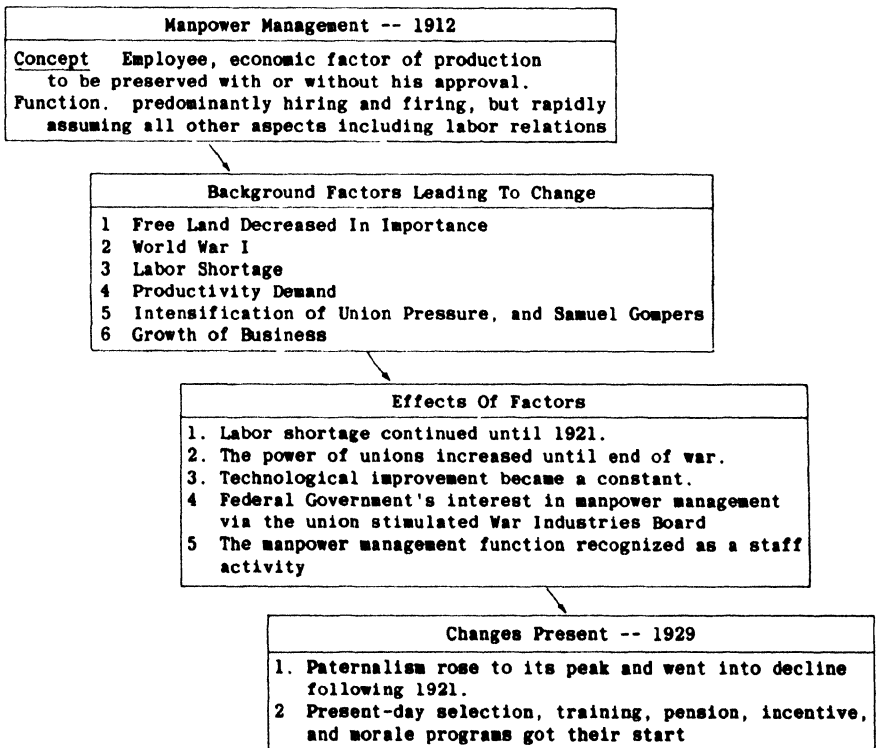 Manpower Management -- 1912
Concept Employee, economic factor of production
to be preserved with or without his approval.
Function. predominantly hiring and firing, but rapidly
assuming all other aspects including labor relations
Background Factors Leading To Change
1 Free Land Decreased In Importance
2 World War I
3 Labor Shortage
4 Productivity Demand
5 Intensification of Union Pressure, and Samuel Gompers
6 Growth of Business
Effects Of Factors
1. Labor shortage continued until 1921.
2. The power of unions increased until end of war.
3. Technological improvement became a constant.
4 Federal Government's interest in manpower management
via the union stimulated War Industries Board
5 The manpower management function recognized as a staff
activity
Changes Present -- 1929
1. Paternalism rose to its peak and went into decline
following 1921.
2 Present-day selection, training, pension, incentive,
and morale programs got their start